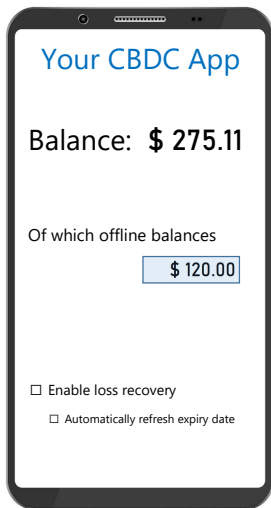 Your CBDC App
Balance: $ 275.11
Of which offline balances
$ 120.00
☐ Enable loss recovery
☐ Automatically refresh expiry date